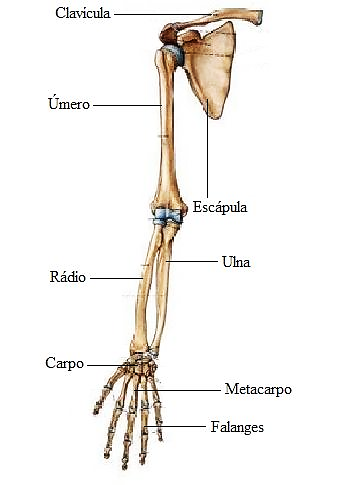 Clavícula
Úmero
Escápula
Ulna
Rádio
Carpo
Metacarpo
Falanges